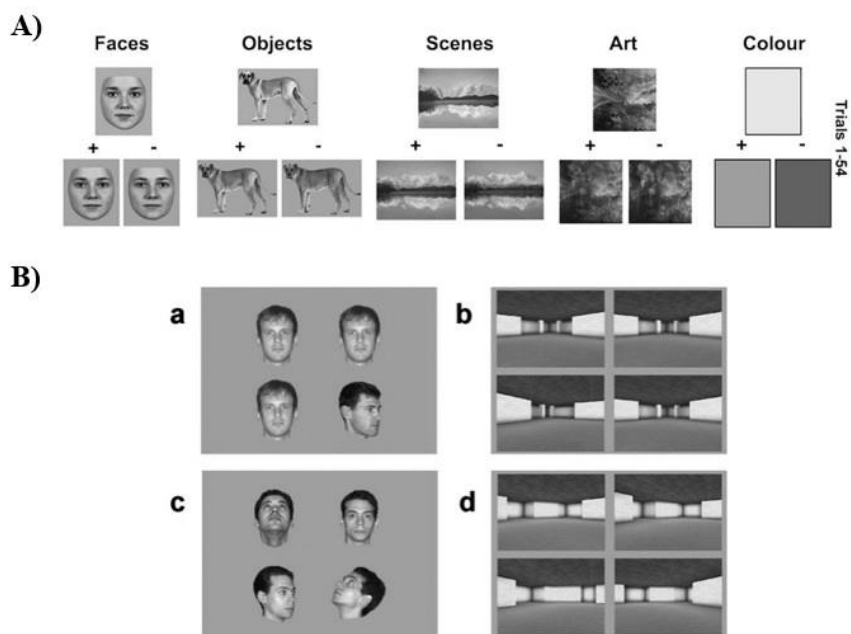 A)
Faces Objects Scenes Art Colour
+ - + - + - + - + -
Trials 1-54
B)
a b
c d